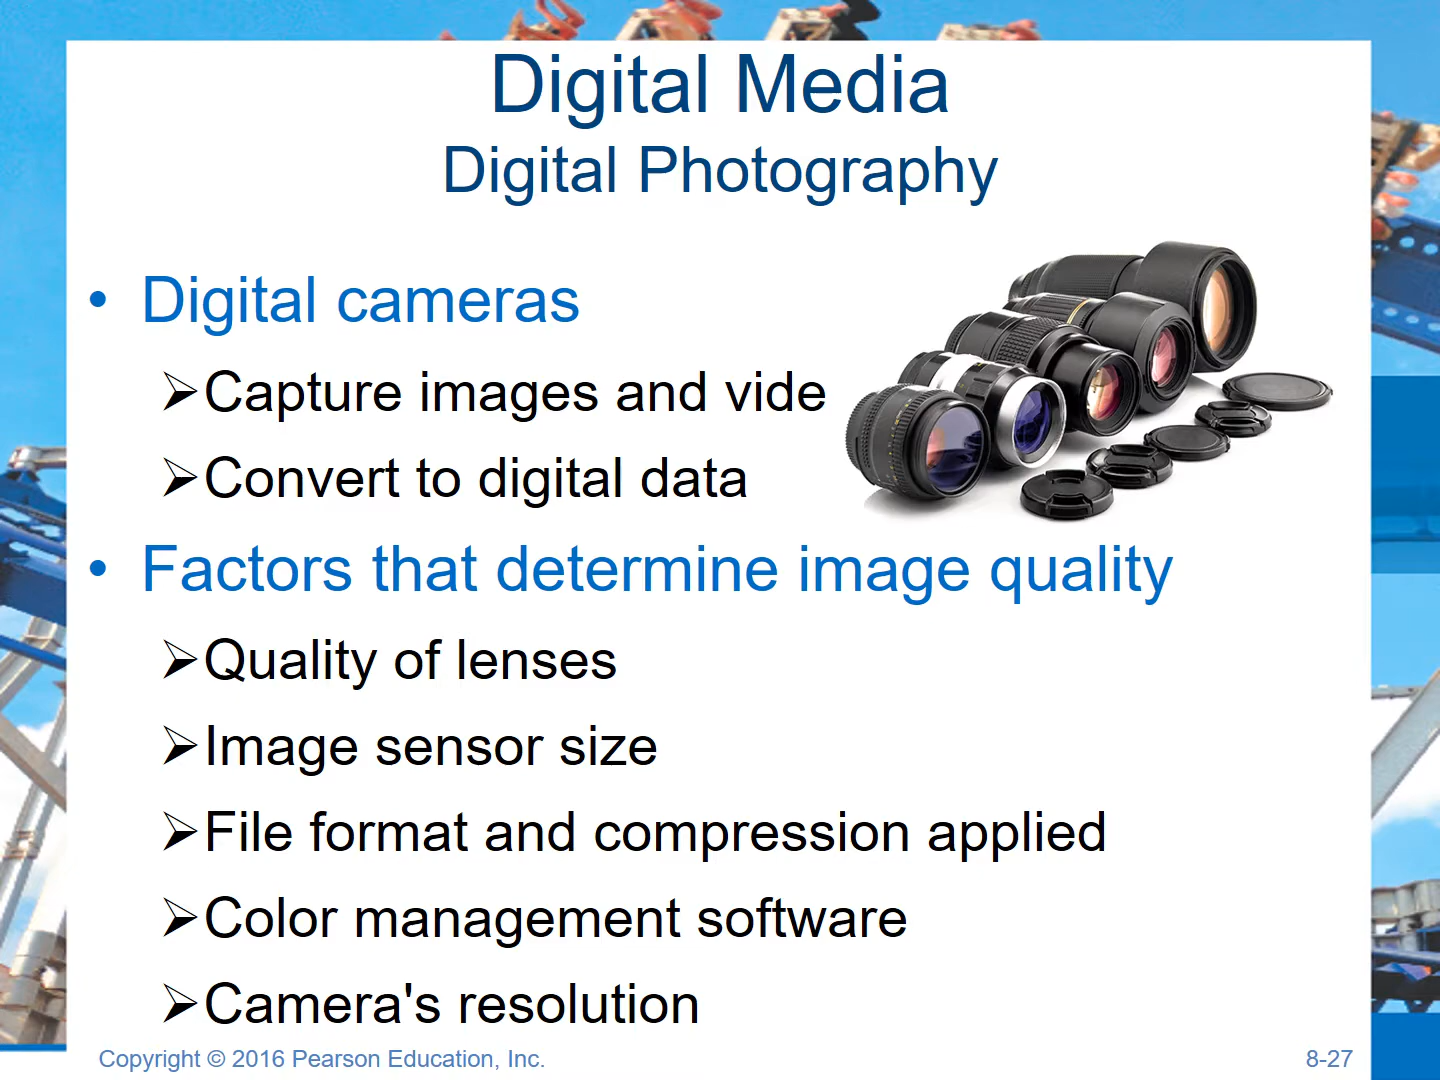 Digital Media
Digital Photography
• Digital cameras
➢Capture images and vide
➢Convert to digital data
• Factors that determine image quality
➢Quality of lenses
➢Image sensor size
➢File format and compression applied
➢Color management software
➢Camera's resolution
Copyright © 2016 Pearson Education, Inc.
8-27